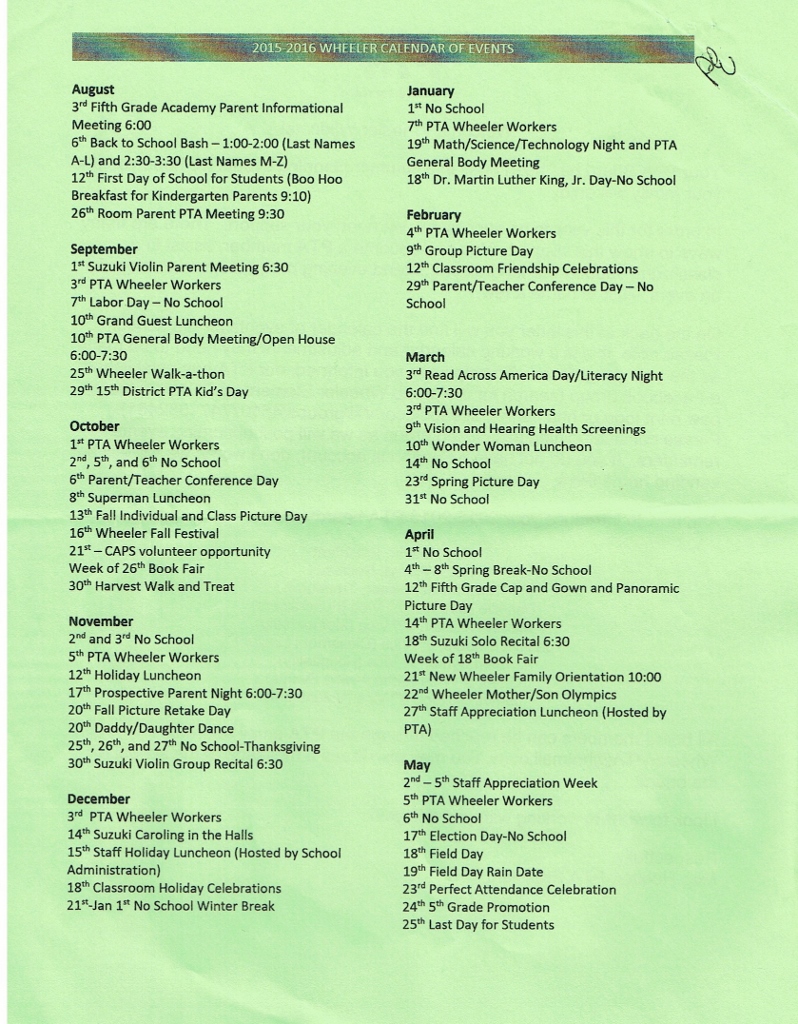 2015-2016 WHEELER CALENDAR OF EVENTS
August
3rd Fifth Grade Academy Parent Informational
Meeting 6:00
6th Back to School Bash – 1:00-2:00 (Last Names
A-L) and 2:30-3:30 (Last Names M-Z)
12th First Day of School for Students (Boo Hoo
Breakfast for Kindergarten Parents 9:10)
26th Room Parent PTA Meeting 9:30
September
1st Suzuki Violin Parent Meeting 6:30
3rd PTA Wheeler Workers
7th Labor Day – No School
10th Grand Guest Luncheon
10th PTA General Body Meeting/Open House
6:00-7:30
25th Wheeler Walk-a-thon
29th 15th District PTA Kid's Day
October
1st PTA Wheeler Workers
2nd, 5th, and 6th No School
6th Parent/Teacher Conference Day
8th Superman Luncheon
13th Fall Individual and Class Picture Day
16th Wheeler Fall Festival
21st – CAPS volunteer opportunity
Week of 26th Book Fair
30th Harvest Walk and Treat
November
2nd and 3rd No School
5th PTA Wheeler Workers
12th Holiday Luncheon
17th Prospective Parent Night 6:00-7:30
20th Fall Picture Retake Day
20th Daddy/Daughter Dance
25th, 26th, and 27th No School-Thanksgiving
30th Suzuki Violin Group Recital 6:30
December
3rd PTA Wheeler Workers
14th Suzuki Caroling in the Halls
15th Staff Holiday Luncheon (Hosted by School
Administration)
18th Classroom Holiday Celebrations
21st-Jan 1st No School Winter Break
January
1st No School
7th PTA Wheeler Workers
19th Math/Science/Technology Night and PTA
General Body Meeting
18th Dr. Martin Luther King, Jr. Day-No School
February
4th PTA Wheeler Workers
9th Group Picture Day
12th Classroom Friendship Celebrations
29th Parent/Teacher Conference Day – No
School
March
3rd Read Across America Day/Literacy Night
6:00-7:30
3rd PTA Wheeler Workers
9th Vision and Hearing Health Screenings
10th Wonder Woman Luncheon
14th No School
23rd Spring Picture Day
31st No School
April
1st No School
4th – 8th Spring Break-No School
12th Fifth Grade Cap and Gown and Panoramic
Picture Day
14th PTA Wheeler Workers
18th Suzuki Solo Recital 6:30
Week of 18th Book Fair
21st New Wheeler Family Orientation 10:00
22nd Wheeler Mother/Son Olympics
27th Staff Appreciation Luncheon (Hosted by
PTA)
May
2nd – 5th Staff Appreciation Week
5th PTA Wheeler Workers
6th No School
17th Election Day-No School
18th Field Day
19th Field Day Rain Date
23rd Perfect Attendance Celebration
24th 5th Grade Promotion
25th Last Day for Students